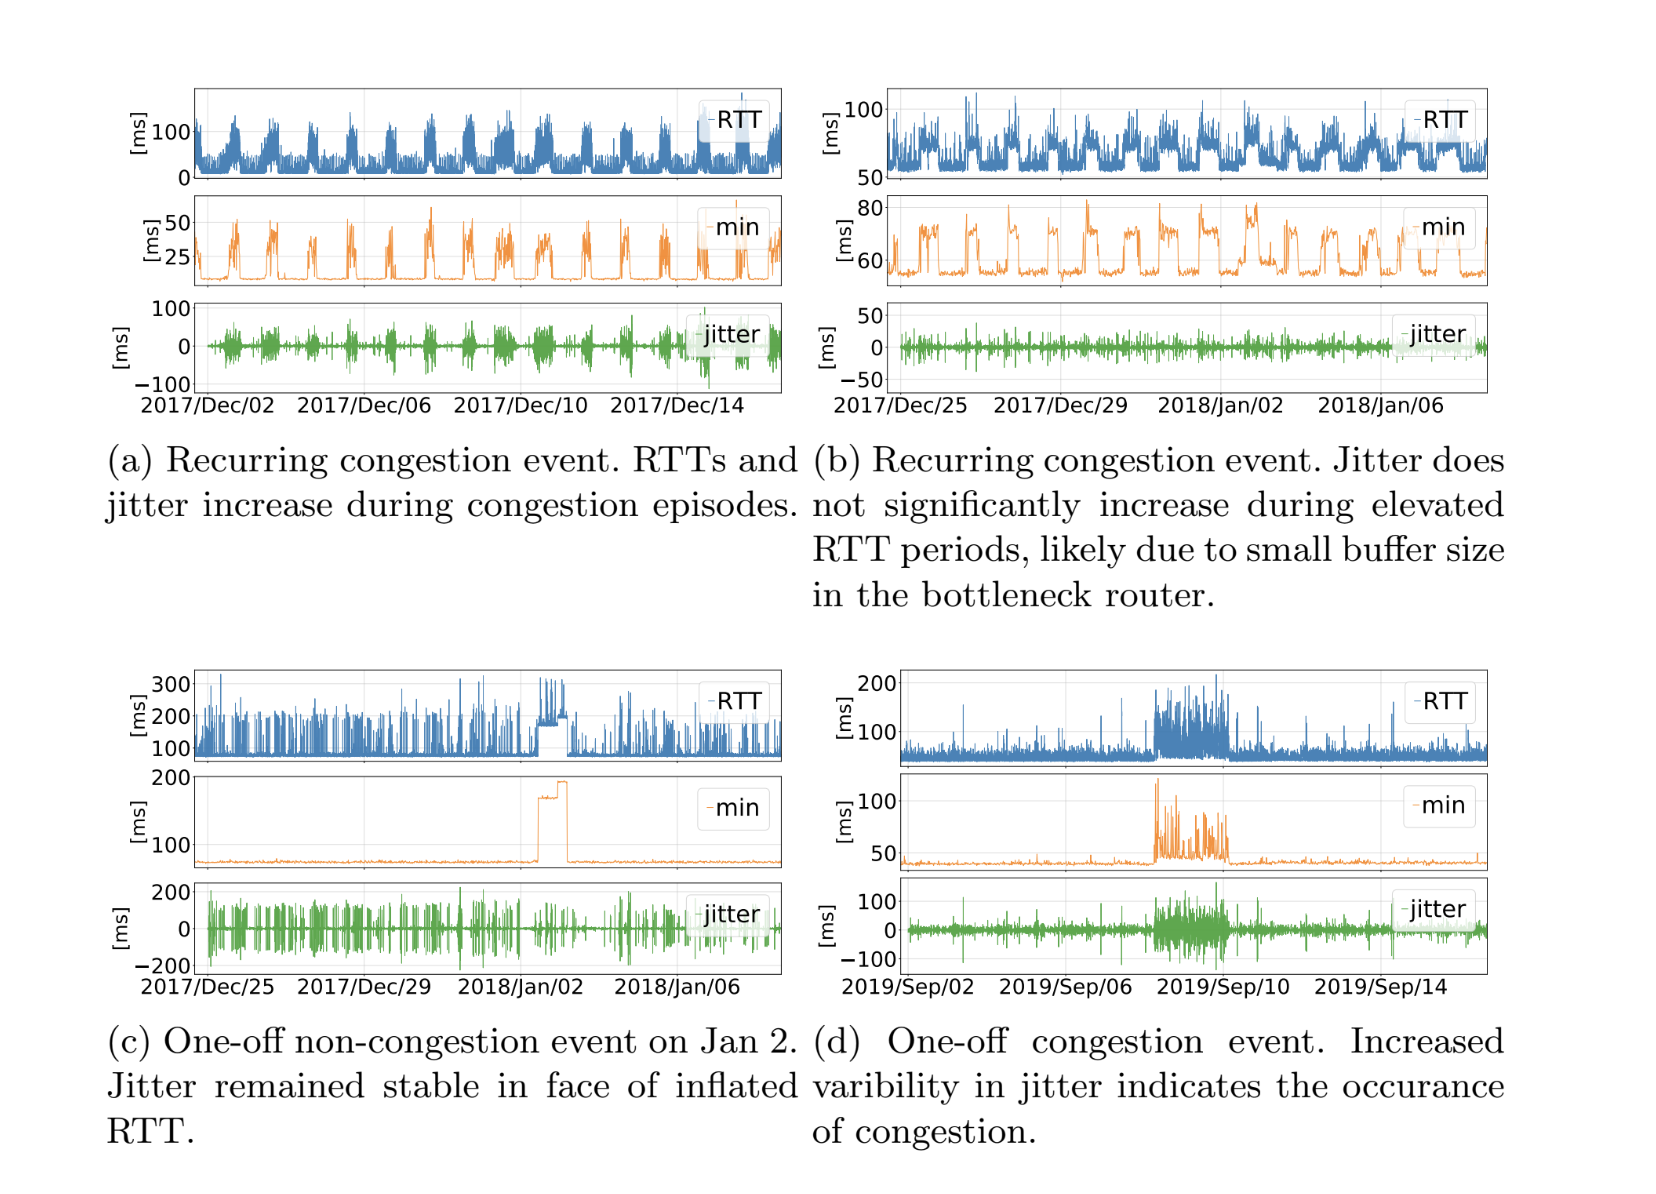 [ms]
100
0
RTT
[ms]
50
25
min
[ms]
100
0
−100
jitter
2017/Dec/02 2017/Dec/06 2017/Dec/10 2017/Dec/14
(a) Recurring congestion event. RTTs and
jitter increase during congestion episodes.
[ms]
100
50
RTT
[ms]
80
60
min
[ms]
50
0
−50
jitter
2017/Dec/25 2017/Dec/29 2018/Jan/02 2018/Jan/06
(b) Recurring congestion event. Jitter does
not significantly increase during elevated
RTT periods, likely due to small buffer size
in the bottleneck router.
[ms]
300
200
100
RTT
[ms]
200
100
min
[ms]
200
0
−200
jitter
2017/Dec/25 2017/Dec/29 2018/Jan/02 2018/Jan/06
(c) One-off non-congestion event on Jan 2.
Jitter remained stable in face of inflated
RTT.
[ms]
200
100
RTT
[ms]
100
50
min
[ms]
100
0
−100
jitter
2019/Sep/02 2019/Sep/06 2019/Sep/10 2019/Sep/14
(d) One-off congestion event. Increased
varibility in jitter indicates the occurance
of congestion.